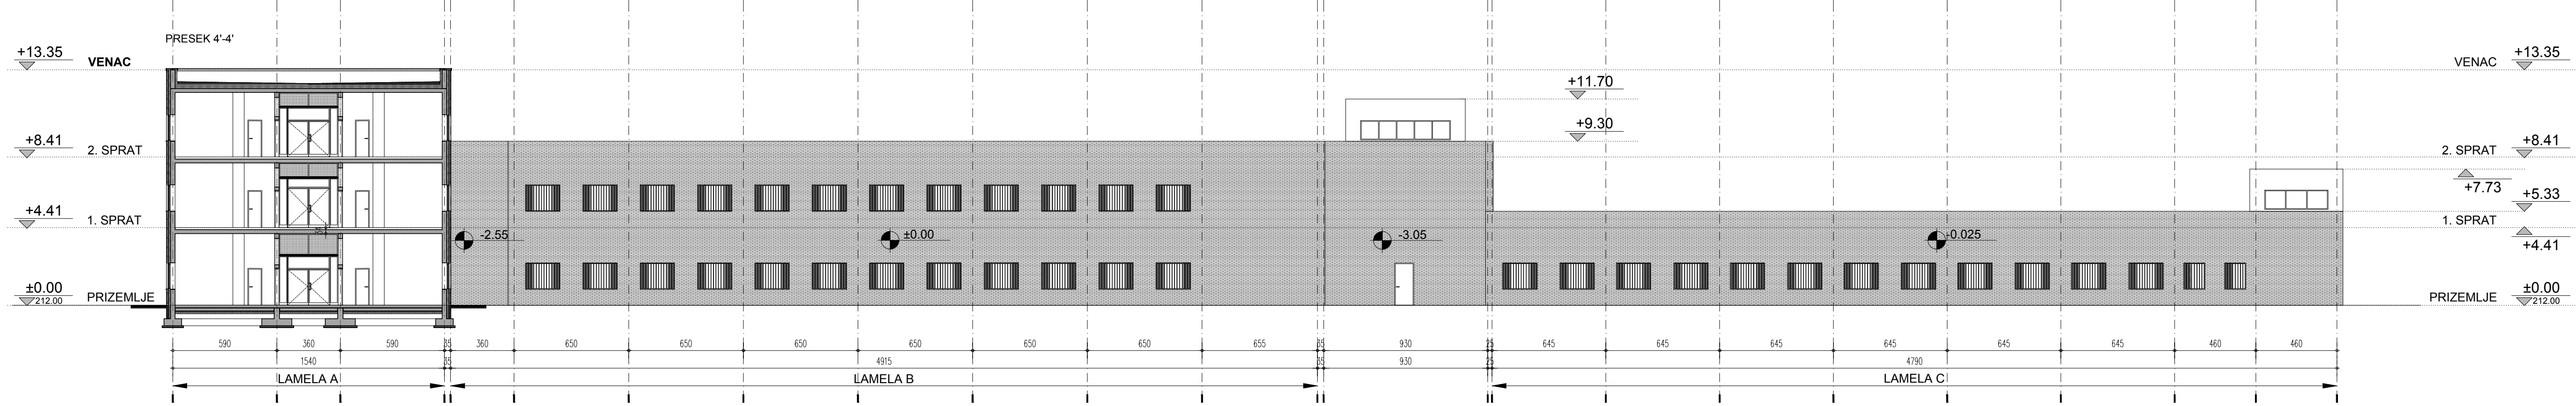 PRESEK 4'-4'
+13.35
VENAC
VENAC
+13.35
+11.70
+9.30
+8.41
2. SPRAT
2. SPRAT
+8.41
+7.73
+5.33
+4.41
1. SPRAT
1. SPRAT
+4.41
-2.55
±0.00
-3.05
-0.025
±0.00
212.00
PRIZEMLJE
PRIZEMLJE
±0.00
212.00
590 360 590 35 360 650 650 650 650 650 650 655 35 930 25 645 645 645 645 645 645 460 460
1540 35 4915 35 930 25 4790
LAMELA A LAMELA B LAMELA C